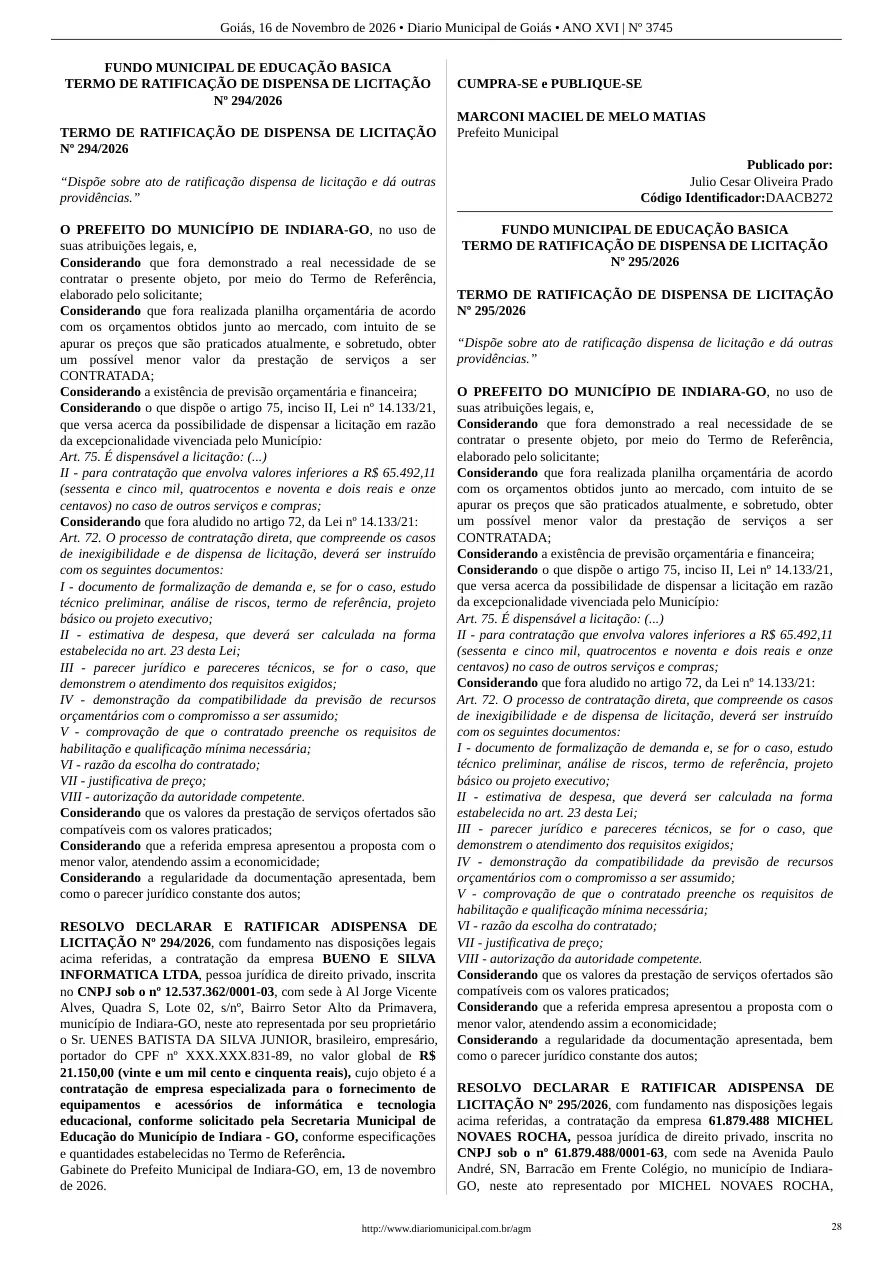 Goiás, 16 de Novembro de 2026 • Diario Municipal de Goiás • ANO XVI | Nº 3745
FUNDO MUNICIPAL DE EDUCAÇÃO BASICA
TERMO DE RATIFICAÇÃO DE DISPENSA DE LICITAÇÃO
Nº 294/2026
TERMO DE RATIFICAÇÃO DE DISPENSA DE LICITAÇÃO
Nº 294/2026
“Dispõe sobre ato de ratificação dispensa de licitação e dá outras
providências.”
O PREFEITO DO MUNICÍPIO DE INDIARA-GO, no uso de
suas atribuições legais, e,
Considerando que fora demonstrado a real necessidade de se
contratar o presente objeto, por meio do Termo de Referência,
elaborado pelo solicitante;
Considerando que fora realizada planilha orçamentária de acordo
com os orçamentos obtidos junto ao mercado, com intuito de se
apurar os preços que são praticados atualmente, e sobretudo, obter
um possível menor valor da prestação de serviços a ser
CONTRATADA;
Considerando a existência de previsão orçamentária e financeira;
Considerando o que dispõe o artigo 75, inciso II, Lei nº 14.133/21,
que versa acerca da possibilidade de dispensar a licitação em razão
da excepcionalidade vivenciada pelo Município:
Art. 75. É dispensável a licitação: (...)
II - para contratação que envolva valores inferiores a R$ 65.492,11
(sessenta e cinco mil, quatrocentos e noventa e dois reais e onze
centavos) no caso de outros serviços e compras;
Considerando que fora aludido no artigo 72, da Lei nº 14.133/21:
Art. 72. O processo de contratação direta, que compreende os casos
de inexigibilidade e de dispensa de licitação, deverá ser instruído
com os seguintes documentos:
I - documento de formalização de demanda e, se for o caso, estudo
técnico preliminar, análise de riscos, termo de referência, projeto
básico ou projeto executivo;
II - estimativa de despesa, que deverá ser calculada na forma
estabelecida no art. 23 desta Lei;
III - parecer jurídico e pareceres técnicos, se for o caso, que
demonstrem o atendimento dos requisitos exigidos;
IV - demonstração da compatibilidade da previsão de recursos
orçamentários com o compromisso a ser assumido;
V - comprovação de que o contratado preenche os requisitos de
habilitação e qualificação mínima necessária;
VI - razão da escolha do contratado;
VII - justificativa de preço;
VIII - autorização da autoridade competente.
Considerando que os valores da prestação de serviços ofertados são
compatíveis com os valores praticados;
Considerando que a referida empresa apresentou a proposta com o
menor valor, atendendo assim a economicidade;
Considerando a regularidade da documentação apresentada, bem
como o parecer jurídico constante dos autos;
RESOLVO DECLARAR E RATIFICAR ADISPENSA DE
LICITAÇÃO Nº 294/2026, com fundamento nas disposições legais
acima referidas, a contratação da empresa BUENO E SILVA
INFORMATICA LTDA, pessoa jurídica de direito privado, inscrita
no CNPJ sob o nº 12.537.362/0001-03, com sede à Al Jorge Vicente
Alves, Quadra S, Lote 02, s/nº, Bairro Setor Alto da Primavera,
município de Indiara-GO, neste ato representada por seu proprietário
o Sr. UENES BATISTA DA SILVA JUNIOR, brasileiro, empresário,
portador do CPF nº XXX.XXX.831-89, no valor global de R$
21.150,00 (vinte e um mil cento e cinquenta reais), cujo objeto é a
contratação de empresa especializada para o fornecimento de
equipamentos e acessórios de informática e tecnologia
educacional, conforme solicitado pela Secretaria Municipal de
Educação do Município de Indiara - GO, conforme especificações
e quantidades estabelecidas no Termo de Referência.
Gabinete do Prefeito Municipal de Indiara-GO, em, 13 de novembro
de 2026.
CUMPRA-SE e PUBLIQUE-SE
MARCONI MACIEL DE MELO MATIAS
Prefeito Municipal
Publicado por:
Julio Cesar Oliveira Prado
Código Identificador:DAACB272
FUNDO MUNICIPAL DE EDUCAÇÃO BASICA
TERMO DE RATIFICAÇÃO DE DISPENSA DE LICITAÇÃO
Nº 295/2026
TERMO DE RATIFICAÇÃO DE DISPENSA DE LICITAÇÃO
Nº 295/2026
“Dispõe sobre ato de ratificação dispensa de licitação e dá outras
providências.”
O PREFEITO DO MUNICÍPIO DE INDIARA-GO, no uso de
suas atribuições legais, e,
Considerando que fora demonstrado a real necessidade de se
contratar o presente objeto, por meio do Termo de Referência,
elaborado pelo solicitante;
Considerando que fora realizada planilha orçamentária de acordo
com os orçamentos obtidos junto ao mercado, com intuito de se
apurar os preços que são praticados atualmente, e sobretudo, obter
um possível menor valor da prestação de serviços a ser
CONTRATADA;
Considerando a existência de previsão orçamentária e financeira;
Considerando o que dispõe o artigo 75, inciso II, Lei nº 14.133/21,
que versa acerca da possibilidade de dispensar a licitação em razão
da excepcionalidade vivenciada pelo Município:
Art. 75. É dispensável a licitação: (...)
II - para contratação que envolva valores inferiores a R$ 65.492,11
(sessenta e cinco mil, quatrocentos e noventa e dois reais e onze
centavos) no caso de outros serviços e compras;
Considerando que fora aludido no artigo 72, da Lei nº 14.133/21:
Art. 72. O processo de contratação direta, que compreende os casos
de inexigibilidade e de dispensa de licitação, deverá ser instruído
com os seguintes documentos:
I - documento de formalização de demanda e, se for o caso, estudo
técnico preliminar, análise de riscos, termo de referência, projeto
básico ou projeto executivo;
II - estimativa de despesa, que deverá ser calculada na forma
estabelecida no art. 23 desta Lei;
III - parecer jurídico e pareceres técnicos, se for o caso, que
demonstrem o atendimento dos requisitos exigidos;
IV - demonstração da compatibilidade da previsão de recursos
orçamentários com o compromisso a ser assumido;
V - comprovação de que o contratado preenche os requisitos de
habilitação e qualificação mínima necessária;
VI - razão da escolha do contratado;
VII - justificativa de preço;
VIII - autorização da autoridade competente.
Considerando que os valores da prestação de serviços ofertados são
compatíveis com os valores praticados;
Considerando que a referida empresa apresentou a proposta com o
menor valor, atendendo assim a economicidade;
Considerando a regularidade da documentação apresentada, bem
como o parecer jurídico constante dos autos;
RESOLVO DECLARAR E RATIFICAR ADISPENSA DE
LICITAÇÃO Nº 295/2026, com fundamento nas disposições legais
acima referidas, a contratação da empresa 61.879.488 MICHEL
NOVAES ROCHA, pessoa jurídica de direito privado, inscrita no
CNPJ sob o nº 61.879.488/0001-63, com sede na Avenida Paulo
André, SN, Barracão em Frente Colégio, no município de Indiara-
GO, neste ato representado por MICHEL NOVAES ROCHA,
http://www.diariomunicipal.com.br/agm
28